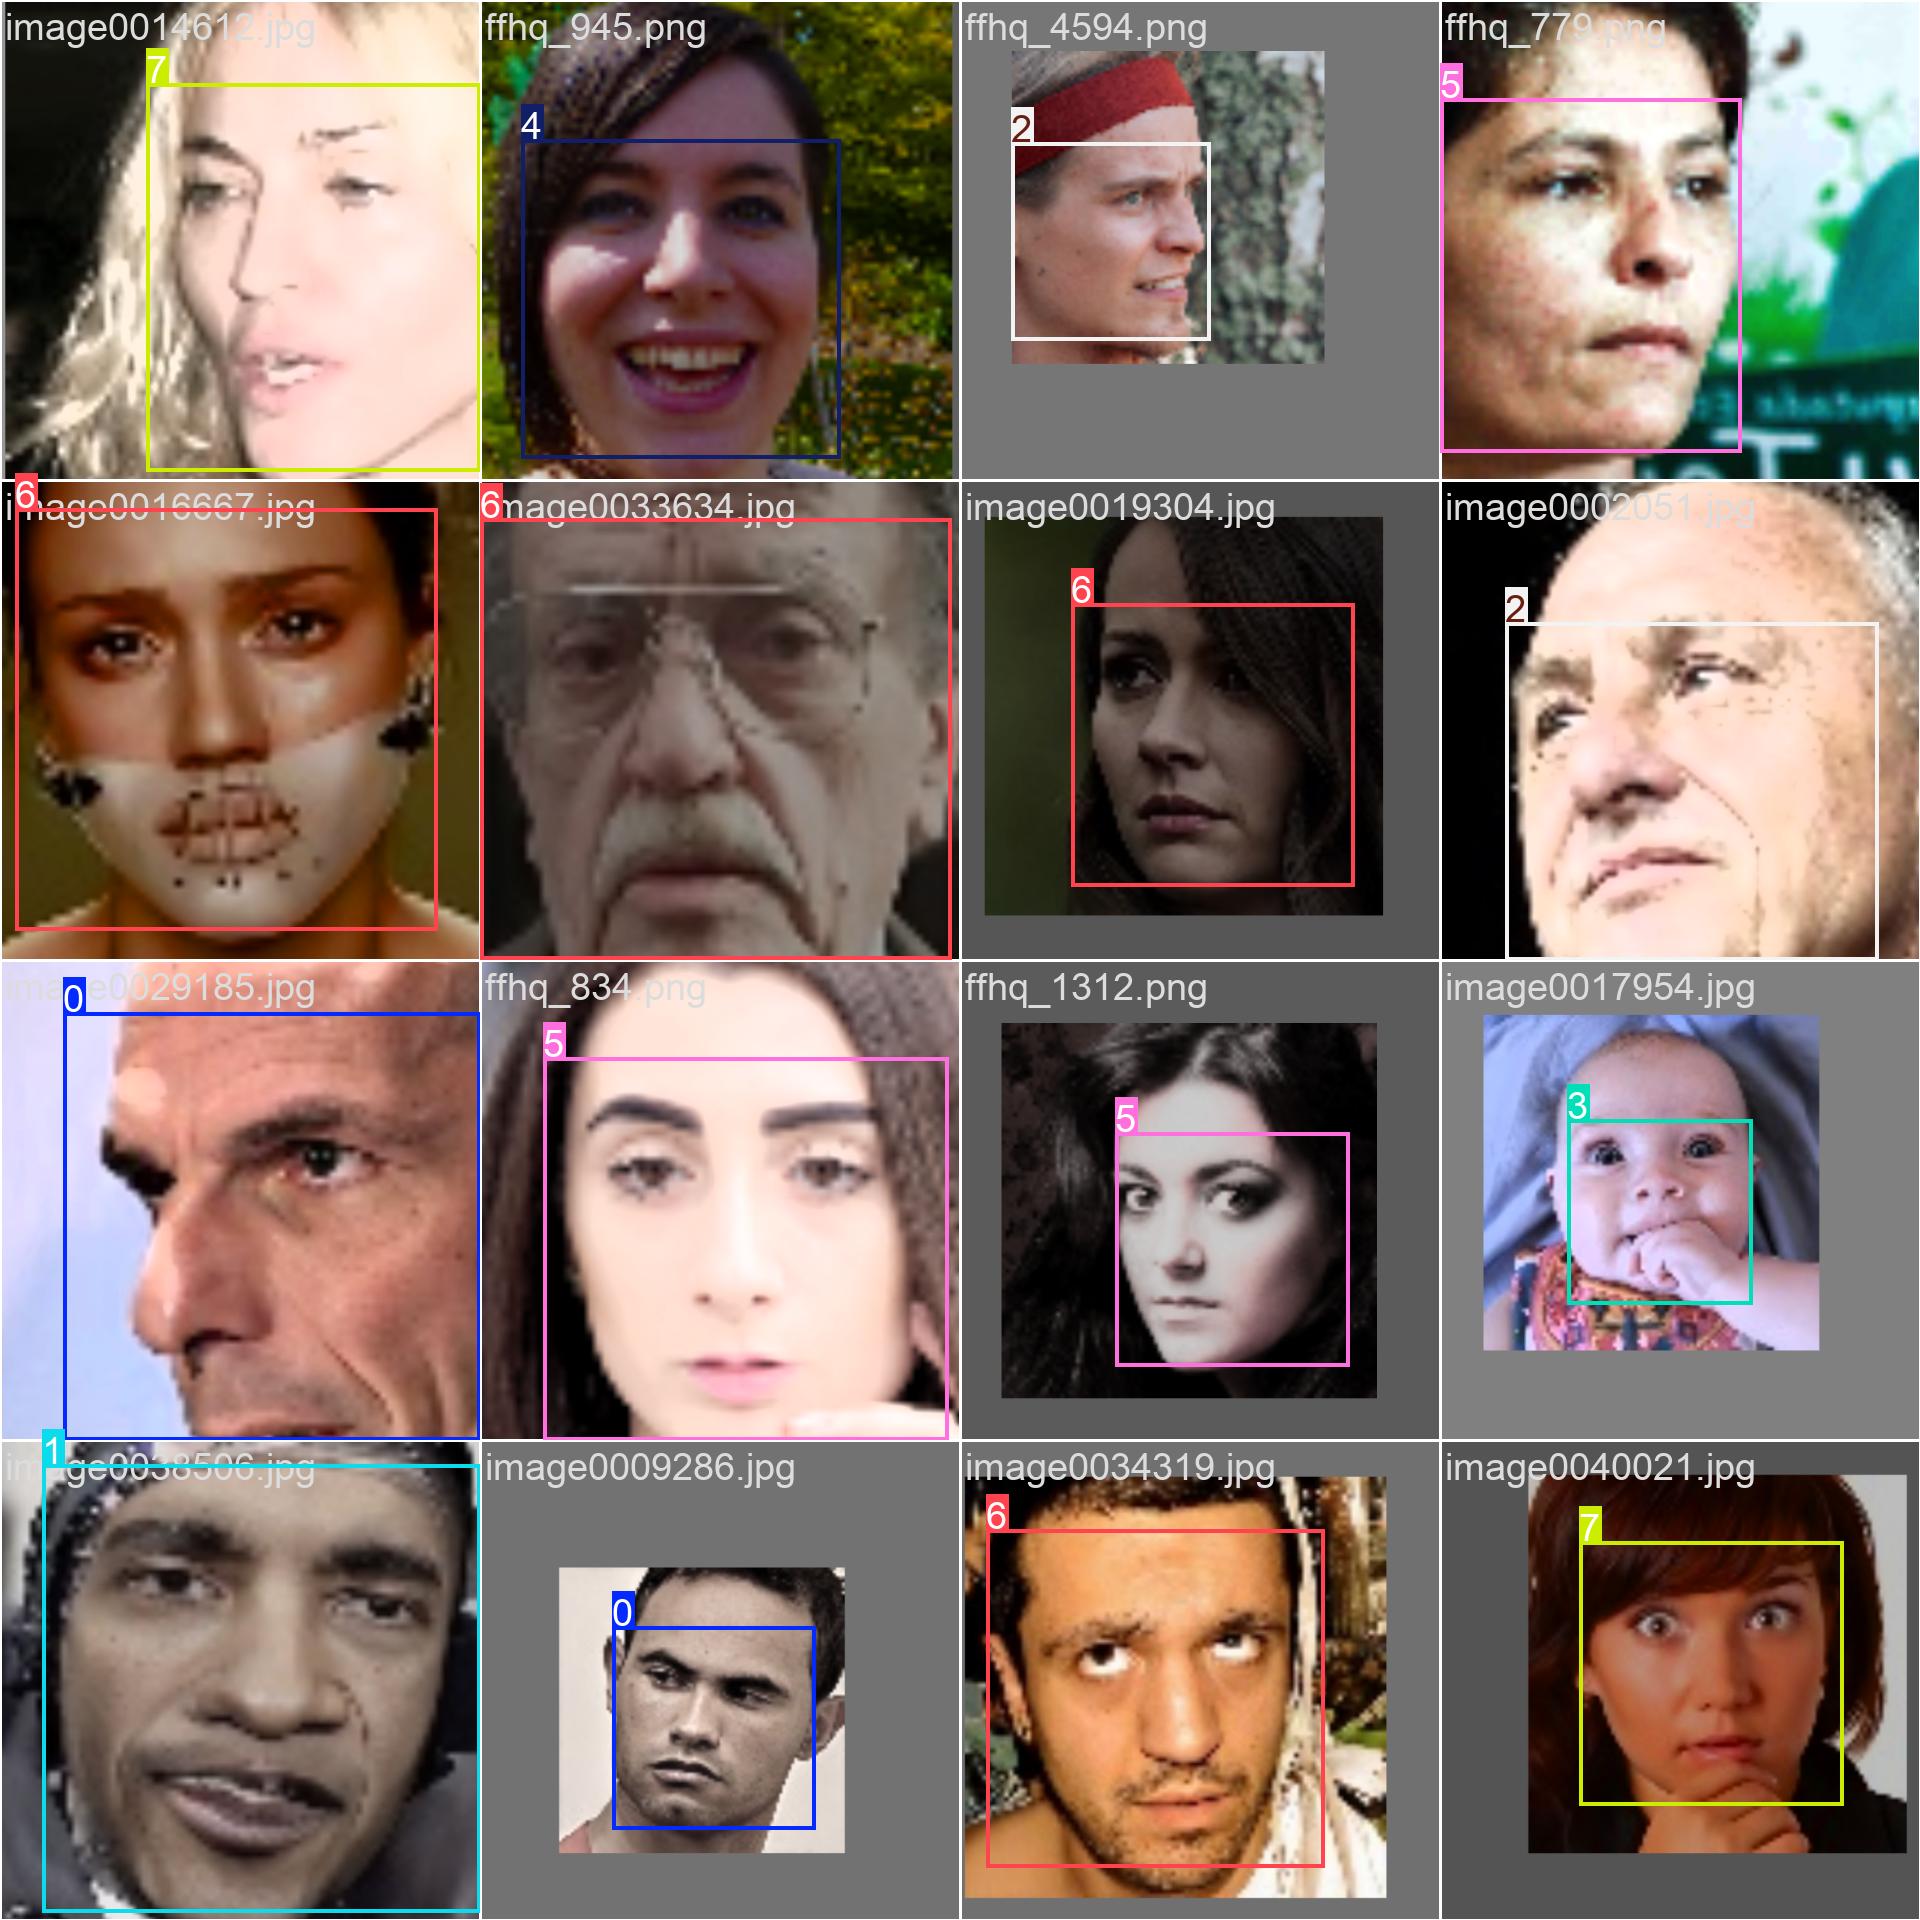 image0014612.jpg
7
ffhq_945.png
4
ffhq_4594.png
2
ffhq_779.png
5
image0016667.jpg
6
image0033634.jpg
6
image0019304.jpg
6
image0002051.jpg
2
image0029185.jpg
0
ffhq_834.png
5
ffhq_1312.png
5
image0017954.jpg
3
image0038506.jpg
1
image0009286.jpg
0
image0034319.jpg
6
image0040021.jpg
7